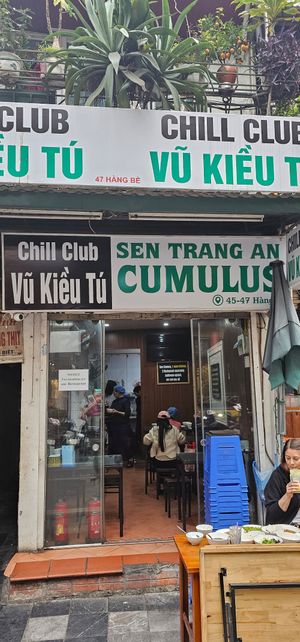 CLUB
CHILL CLUB
ỀU TÚ
VŨ KIỀU T
47 HÀNG BÈ
Chill Club
Vũ Kiều Tú
SEN TRANG AN
CUMULUS
45-47 Hàng